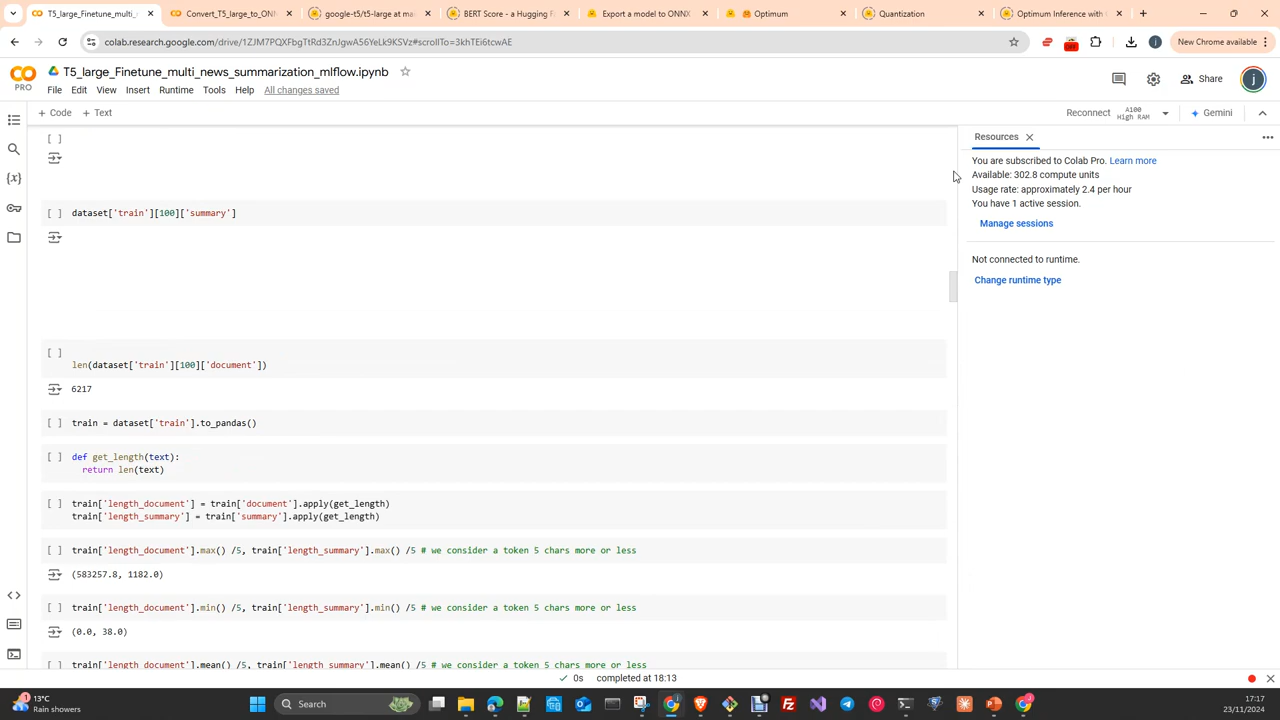 T5_large_Finetune_multi_
Convert_T5_large_to_ONN
google-t5/t5-large at ma
BERT Score - a Hugging F
Export a model to ONNX
Optimum
Quantization
Optimum Inference with
colab.research.google.com/drive/1ZJM7PQXFbgTtRd3ZnJgwA56YeLk9KSVz#scrollTo=3khTEi6tcwAE
OFF
New Chrome available
PRO
T5_large_Finetune_multi_news_summarization_mlflow.ipynb
File Edit View Insert Runtime Tools Help All changes saved
Share
j
+ Code + Text
Reconnect
A100
High RAM
Gemini
[ ]
[ ] dataset['train'][100]['summary']
[ ]
len(dataset['train'][100]['document'])
6217
[ ] train = dataset['train'].to_pandas()
[ ] def get_length(text):
return len(text)
[ ] train['length_document'] = train['document'].apply(get_length)
train['length_summary'] = train['summary'].apply(get_length)
[ ] train['length_document'].max() /5, train['length_summary'].max() /5 # we consider a token 5 chars more or less
(583257.8, 1182.0)
[ ] train['length_document'].min() /5, train['length_summary'].min() /5 # we consider a token 5 chars more or less
(0.0, 38.0)
[ ] train['length_document'].mean() /5, train['length_summary'].mean() /5 # we consider a token 5 chars more or less
Resources
You are subscribed to Colab Pro. Learn more
Available: 302.8 compute units
Usage rate: approximately 2.4 per hour
You have 1 active session.
Manage sessions
Not connected to runtime.
Change runtime type
0s completed at 18:13
13°C
Rain showers
Search
17:17
23/11/2024